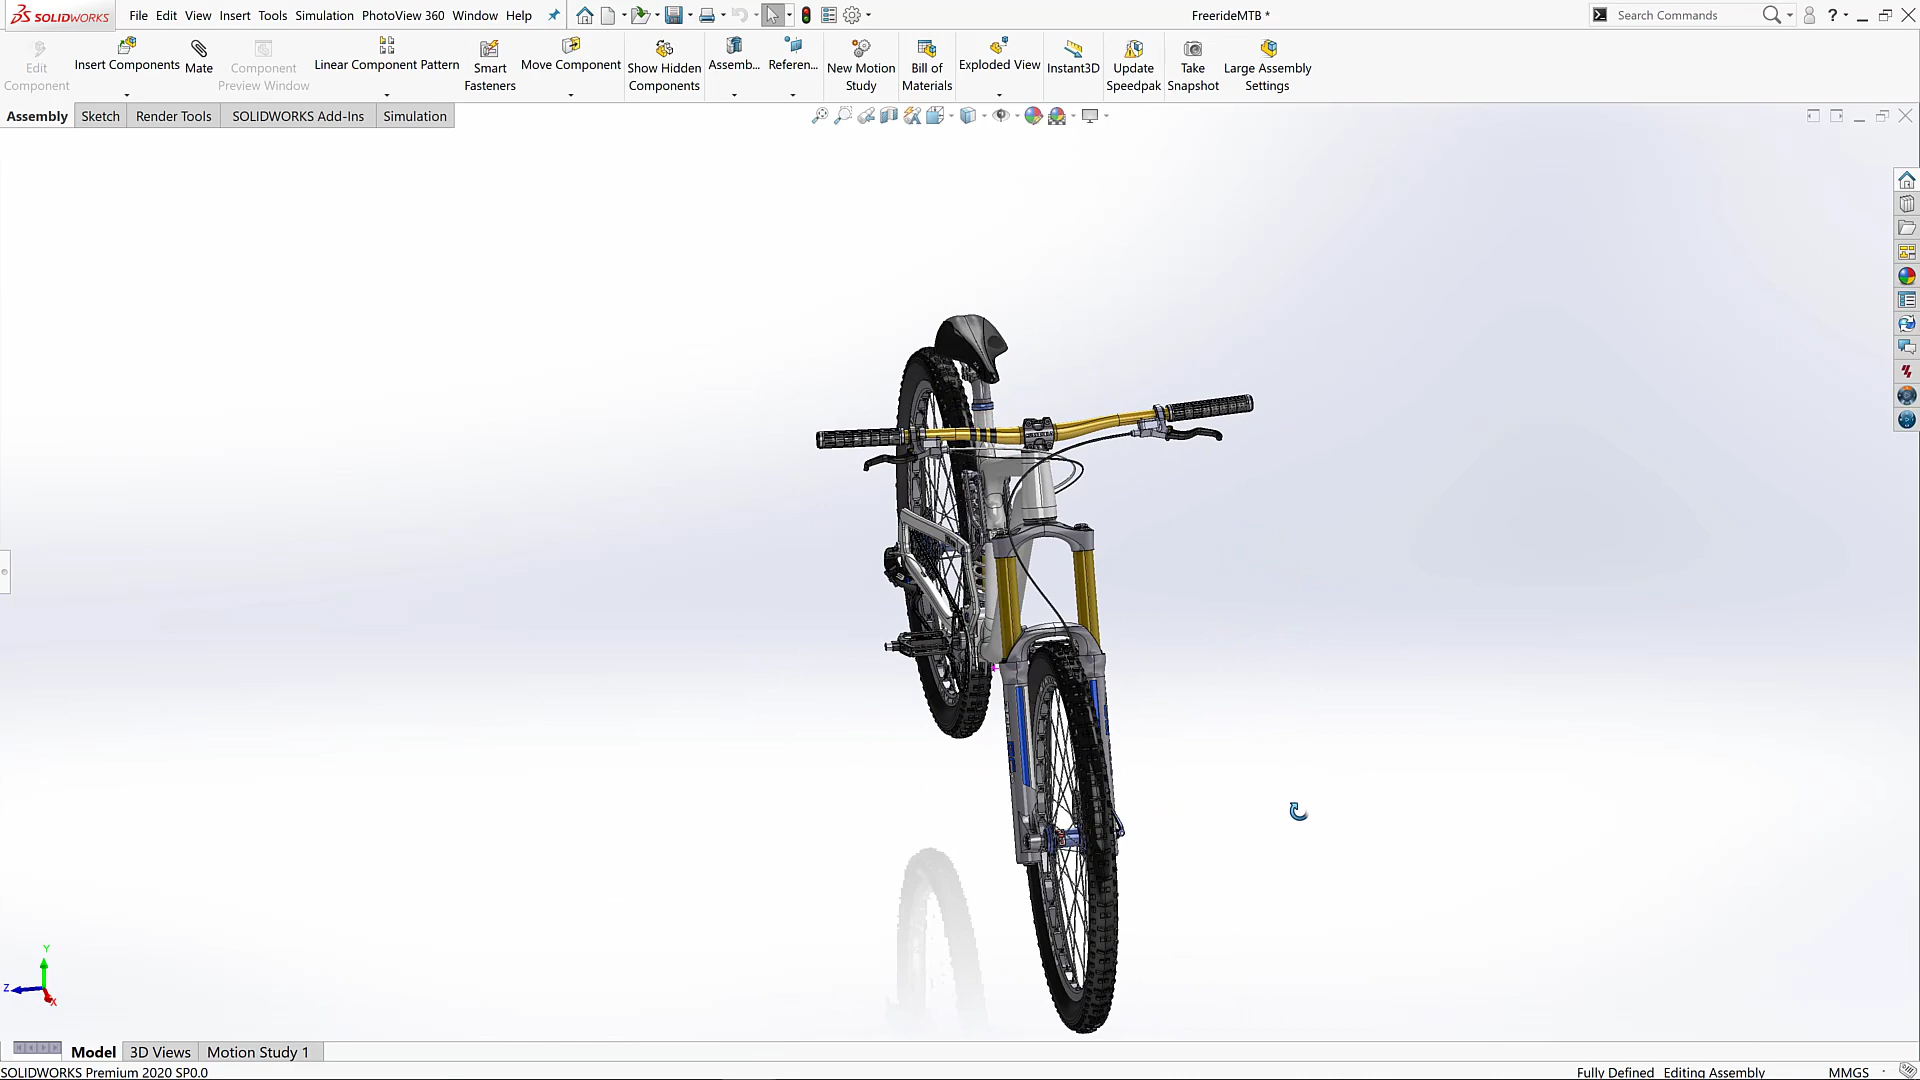 SOLIDWORKS File Edit View Insert Tools Simulation PhotoView 360 Window Help FreerideMTB * Search Commands ?
Edit Component
Insert Components
Mate
Component Preview Window
Linear Component Pattern
Smart Fasteners
Move Component
Show Hidden Components
Assemb...
Referen...
New Motion Study
Bill of Materials
Exploded View
Instant3D
Update Speedpak
Take Snapshot
Large Assembly Settings
Assembly Sketch Render Tools SOLIDWORKS Add-Ins Simulation
Y
Z
X
Model 3D Views Motion Study 1
SOLIDWORKS Premium 2020 SP0.0 Fully Defined Editing Assembly MMGS